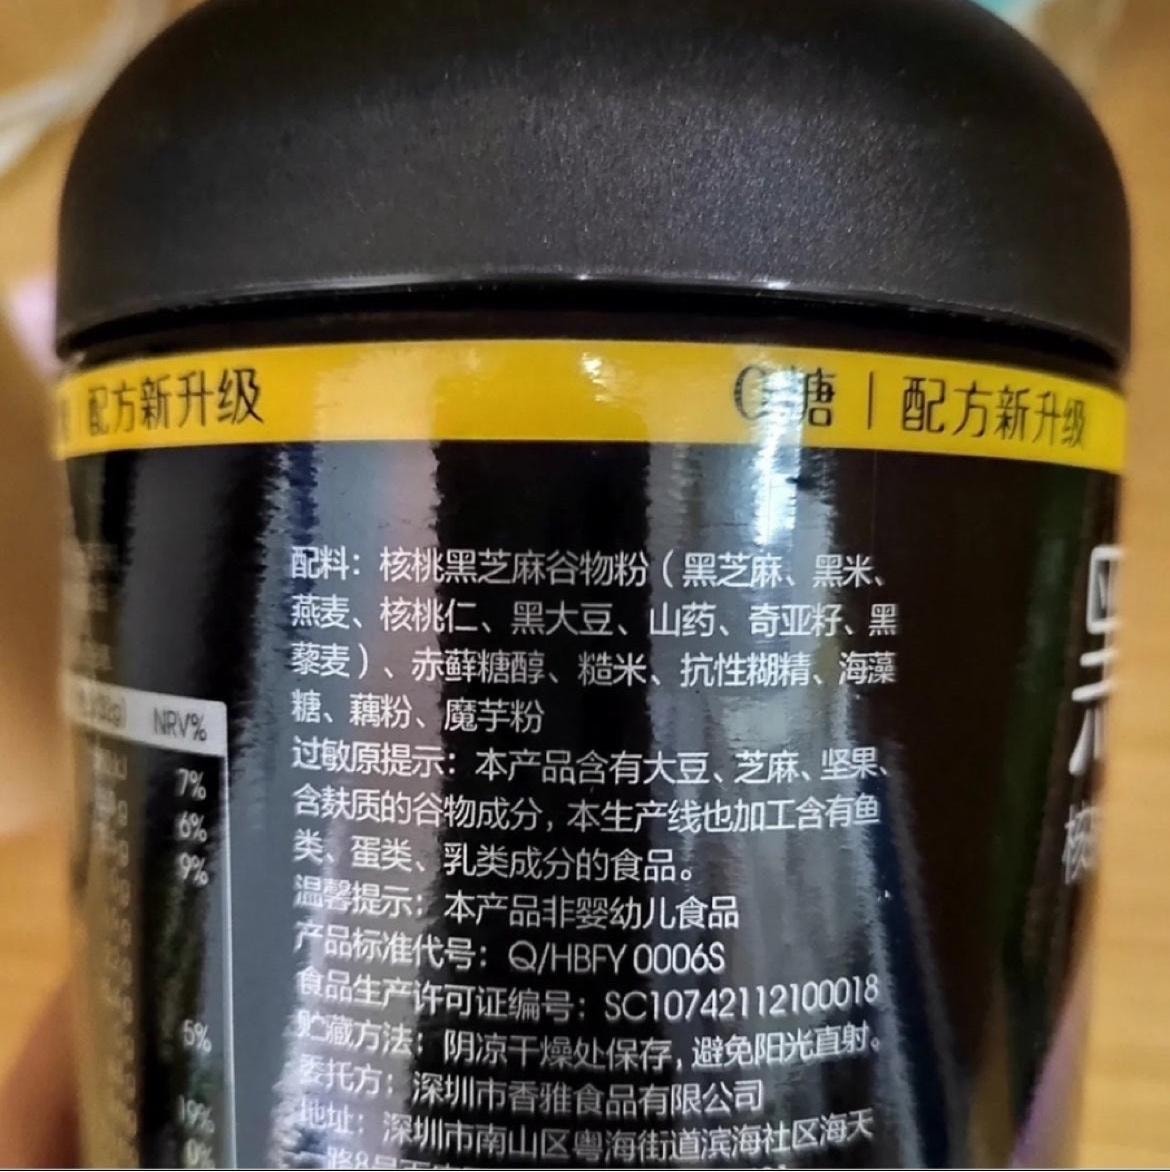 配方新升级
0糖 | 配方新升级
配料：核桃黑芝麻谷物粉（黑芝麻、黑米、
燕麦、核桃仁、黑大豆、山药、奇亚籽、黑
藜麦）、赤藓糖醇、糙米、抗性糊精、海藻
糖、藕粉、魔芋粉
过敏原提示：本产品含有大豆、芝麻、坚果、
含麸质的谷物成分，本生产线也加工含有鱼
类、蛋类、乳类成分的食品。
温馨提示：本产品非婴幼儿食品
产品标准代号：Q/HBFY 0006S
食品生产许可证编号：SC10742112100018
贮藏方法：阴凉干燥处保存，避免阳光直射。
委托方：深圳市香雅食品有限公司
地址：深圳市南山区粤海街道滨海社区海天
NRV%
7%
6%
9%
5%
19%
0%
黑